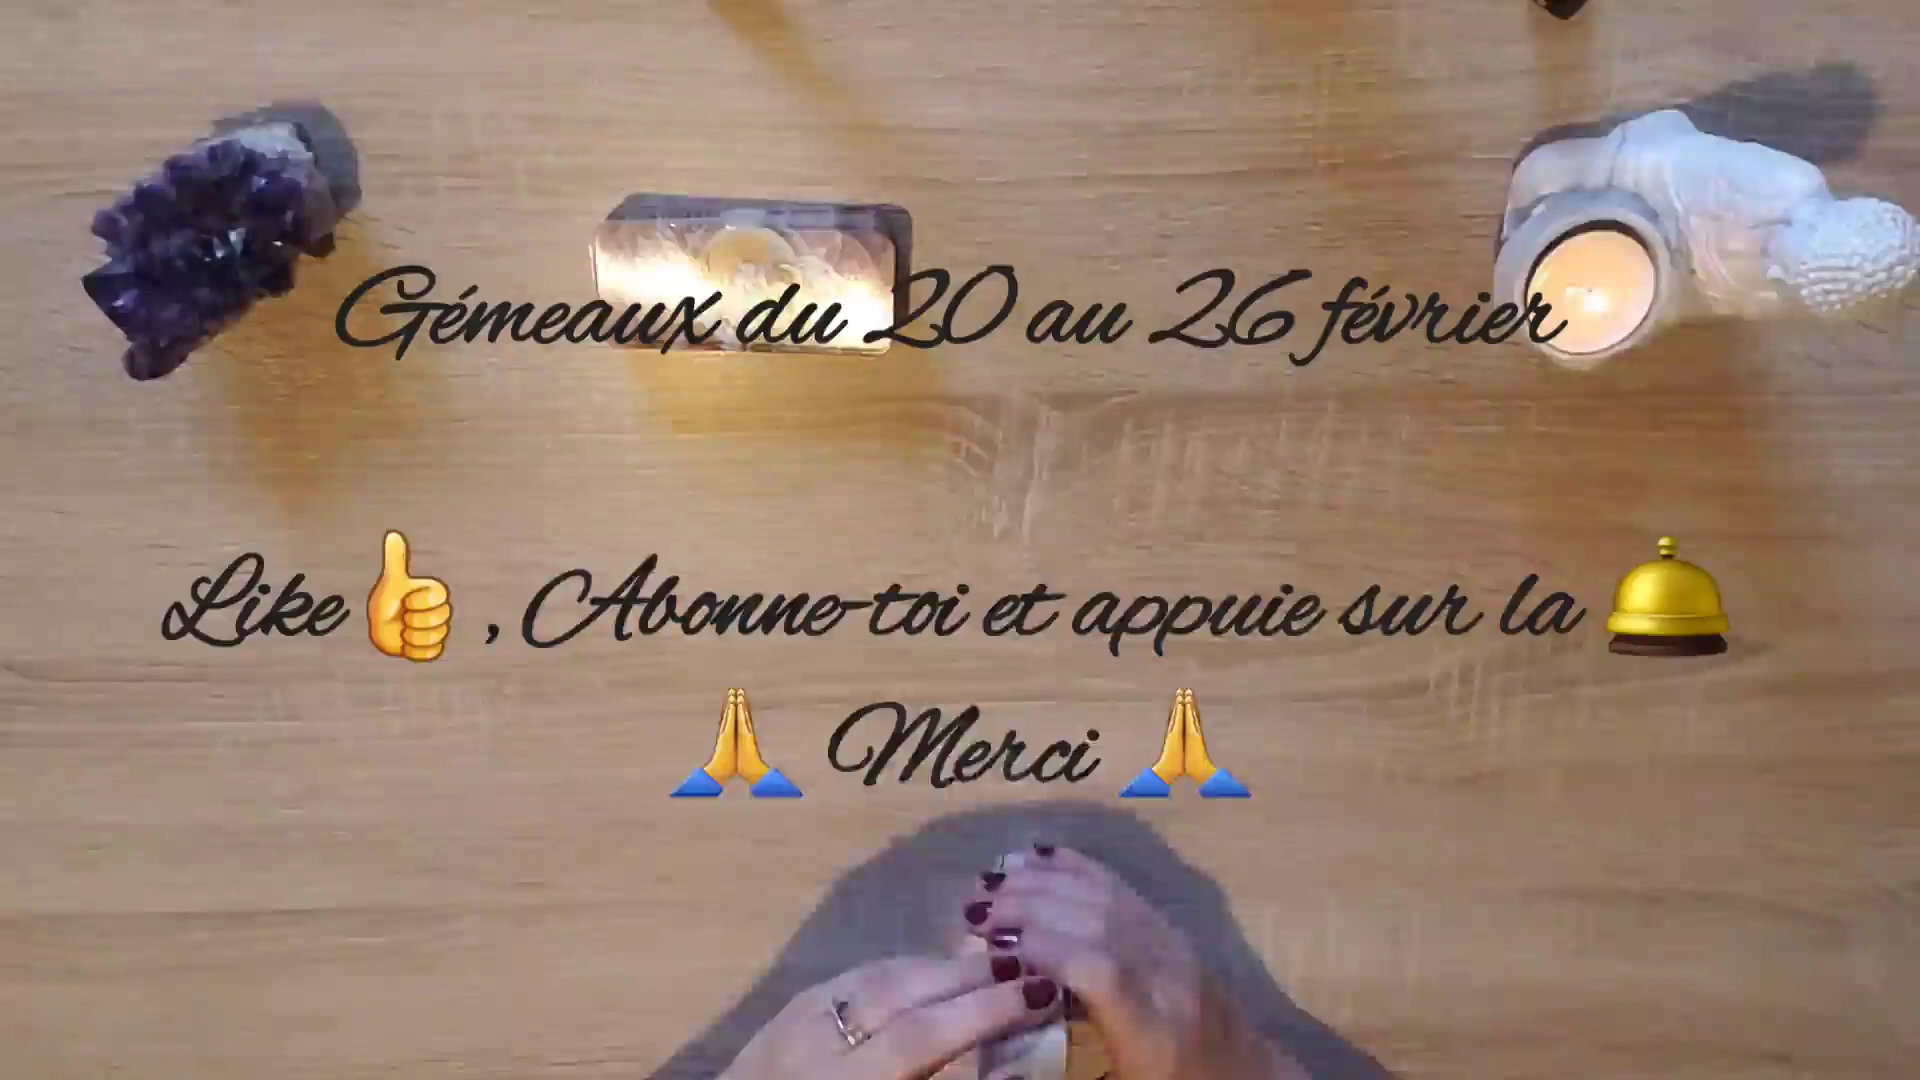 Gémeaux du 20 au 26 février
Like👍, Abonne-toi et appuie sur la 🛎️
🙏 Merci 🙏